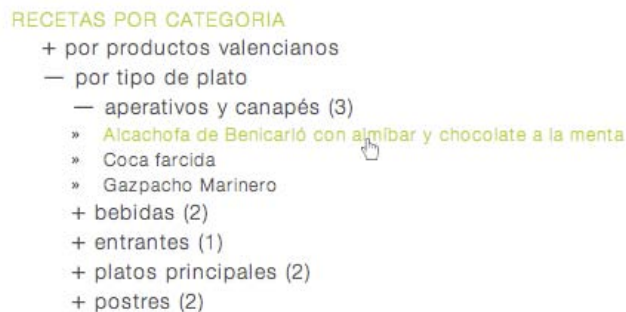 RECETAS POR CATEGORIA
+ por productos valencianos
— por tipo de plato
— aperativos y canapés (3)
» Alcachofa de Benicarló con almíbar y chocolate a la menta
» Coca farcida
» Gazpacho Marinero
+ bebidas (2)
+ entrantes (1)
+ platos principales (2)
+ postres (2)